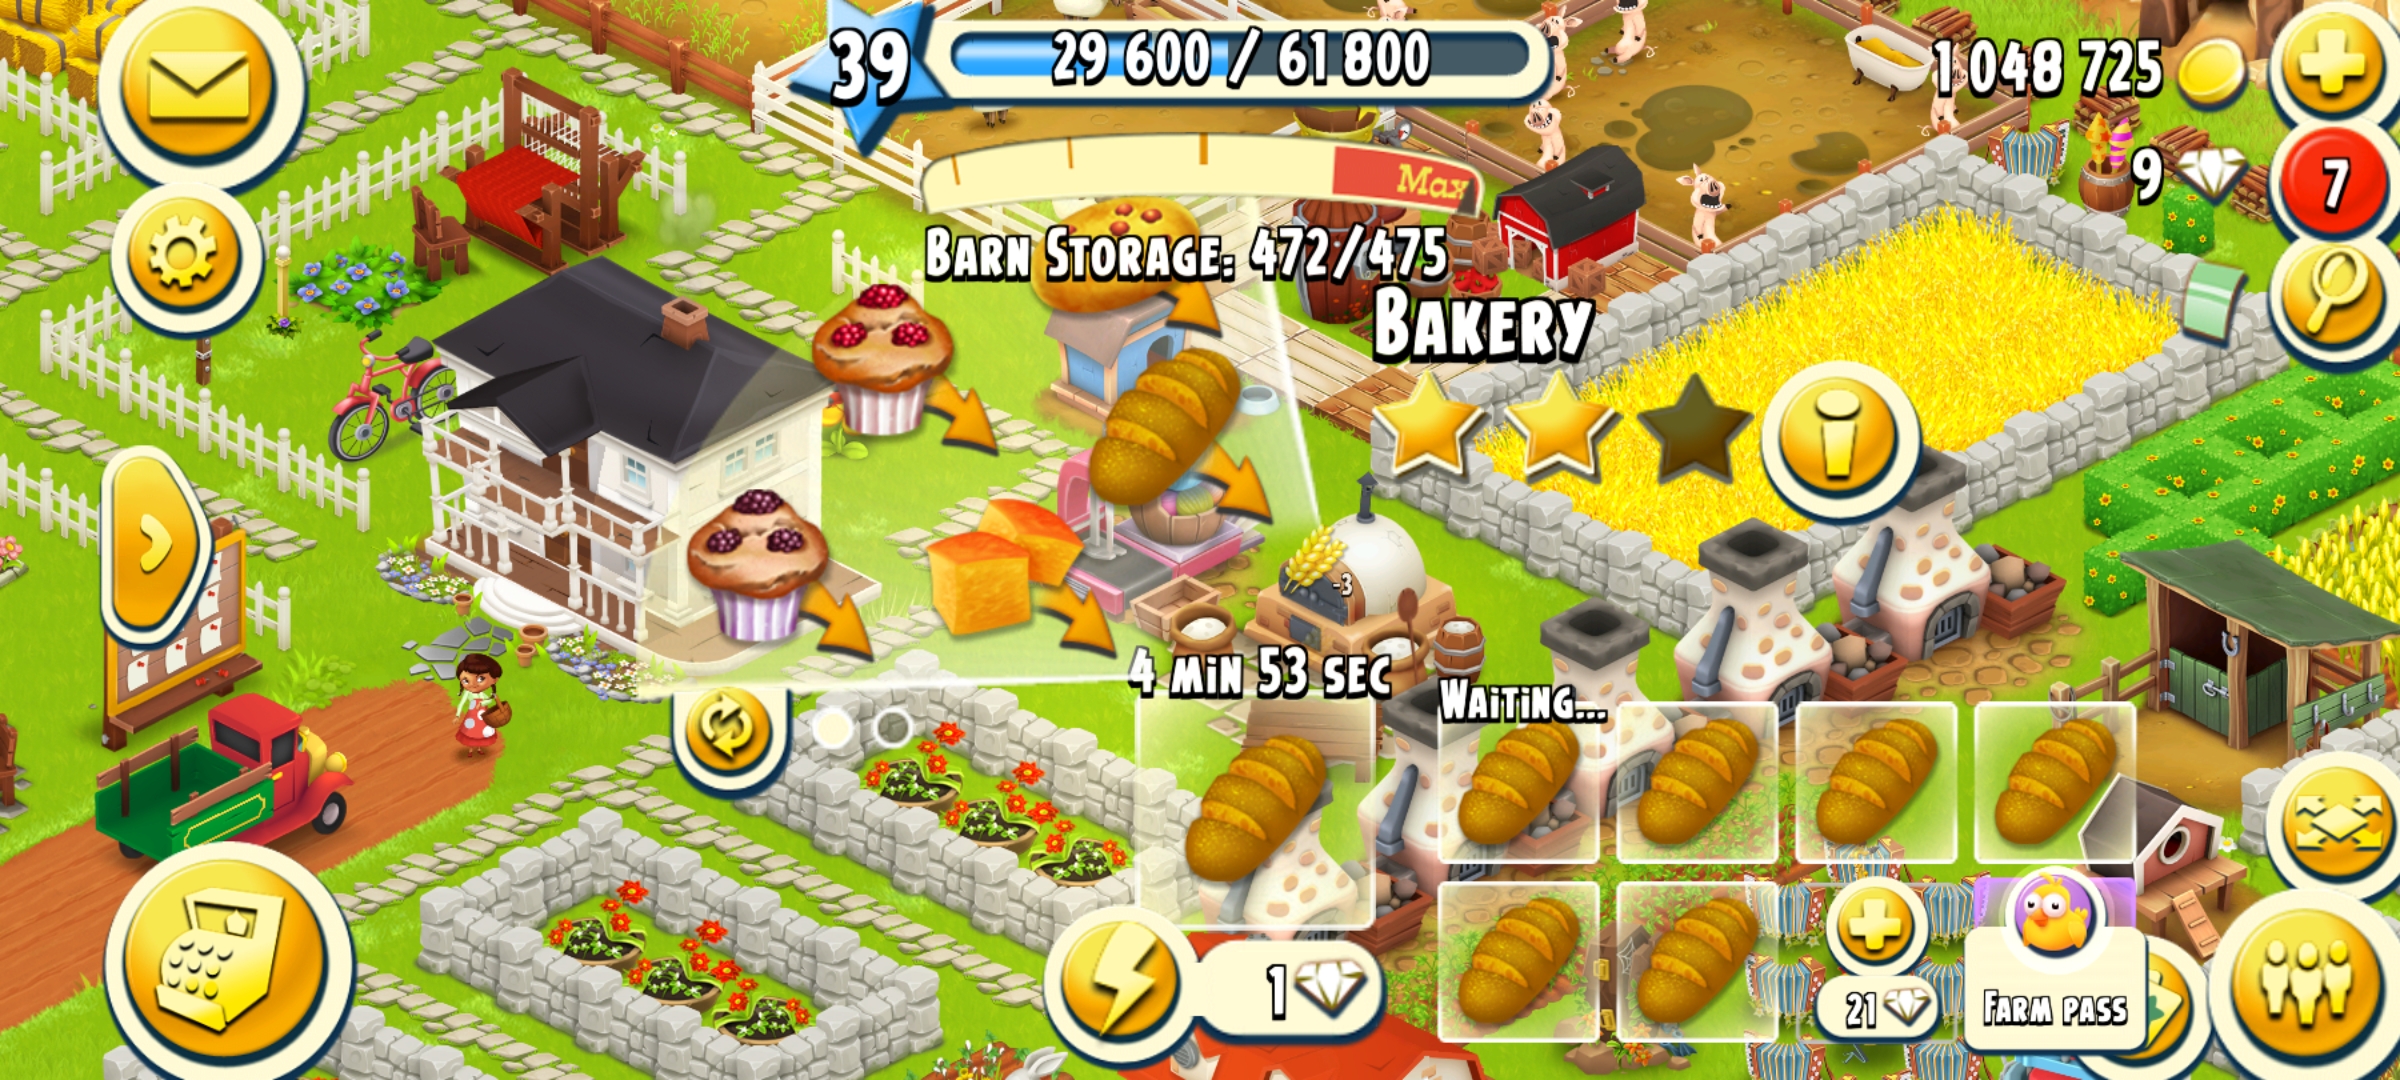 39
29 600 / 61 800
1 048 725
Max
9
7
BARN STORAGE: 472/475
BAKERY
-3
4 MIN 53 SEC
WAITING...
1
21
FARM PASS